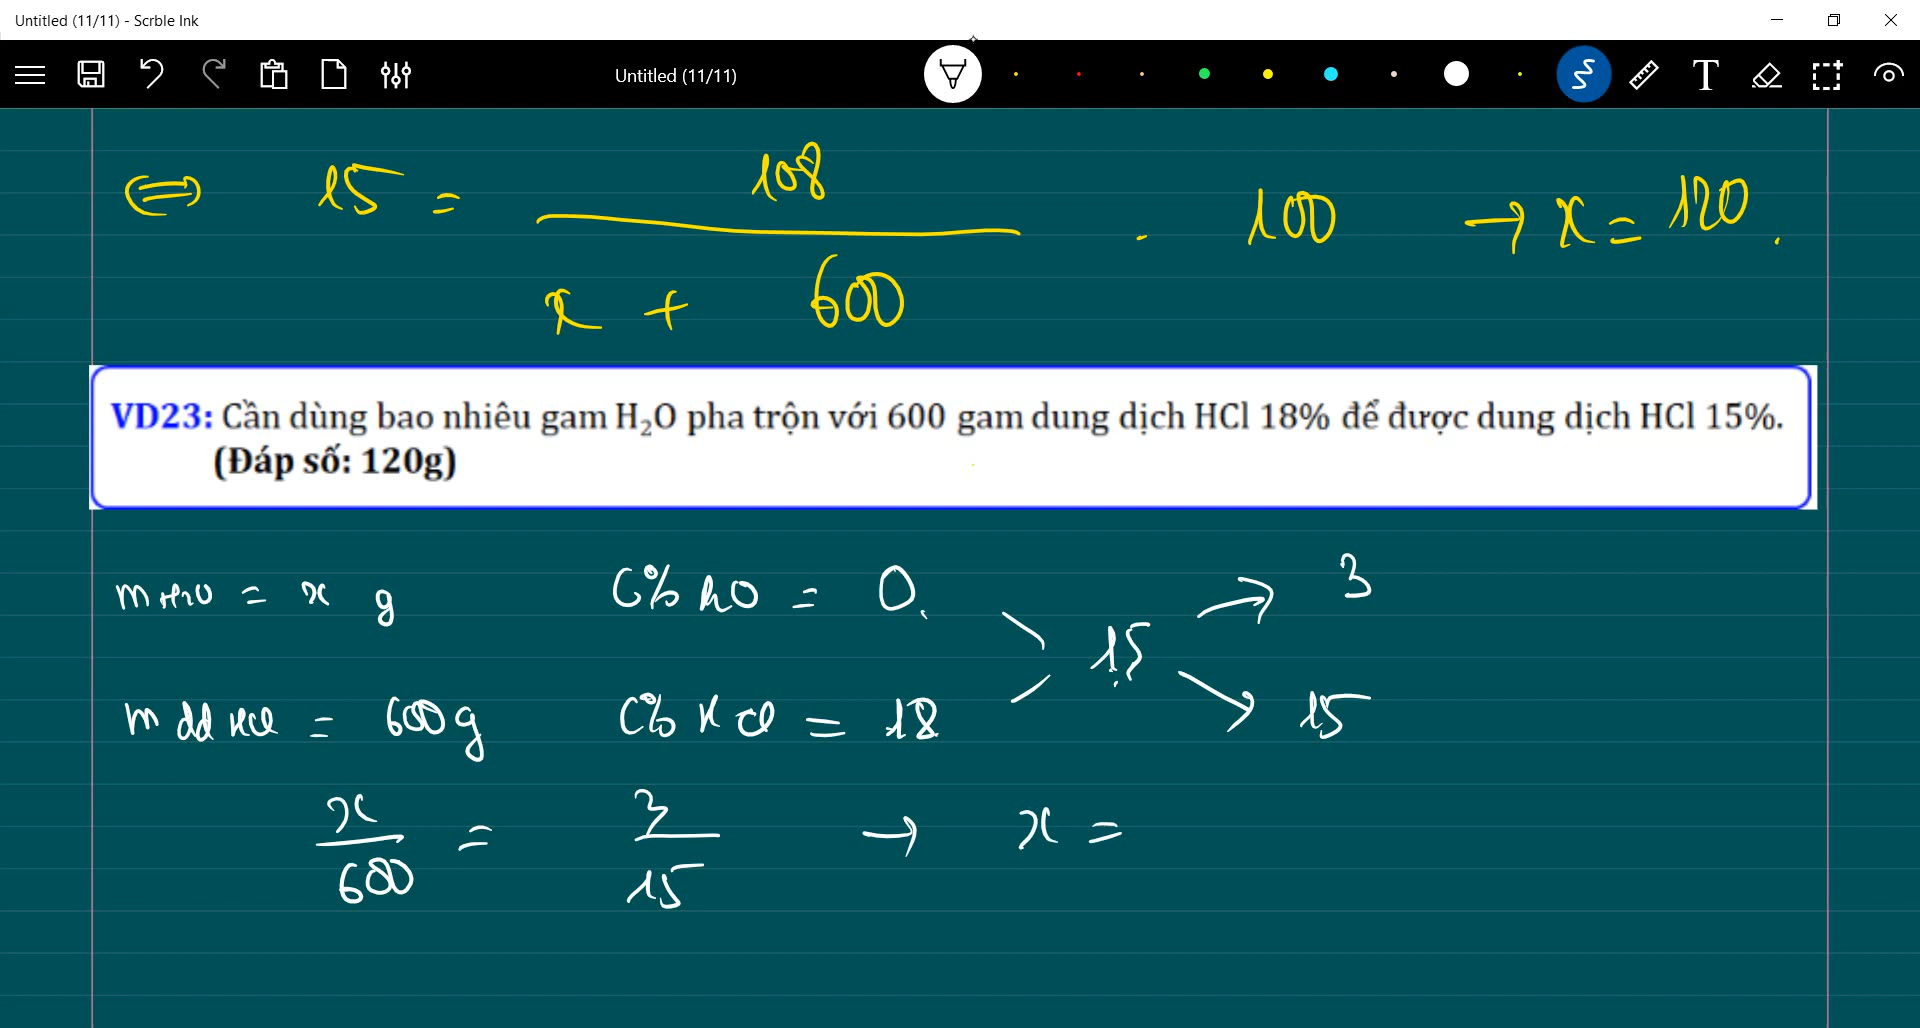 Untitled (11/11) - Scrble Ink
Untitled (11/11)
T
⇔ 15 = 108 / (x + 600) . 100 → x = 120.
VD23: Cần dùng bao nhiêu gam H₂O pha trộn với 600 gam dung dịch HCl 18% để được dung dịch HCl 15%.
(Đáp số: 120g)
mH2O = x g C% H2O = 0. 15 → 3
m dd HCl = 600g C% HCl = 18 → 15
x/600 = 3/15 → x =